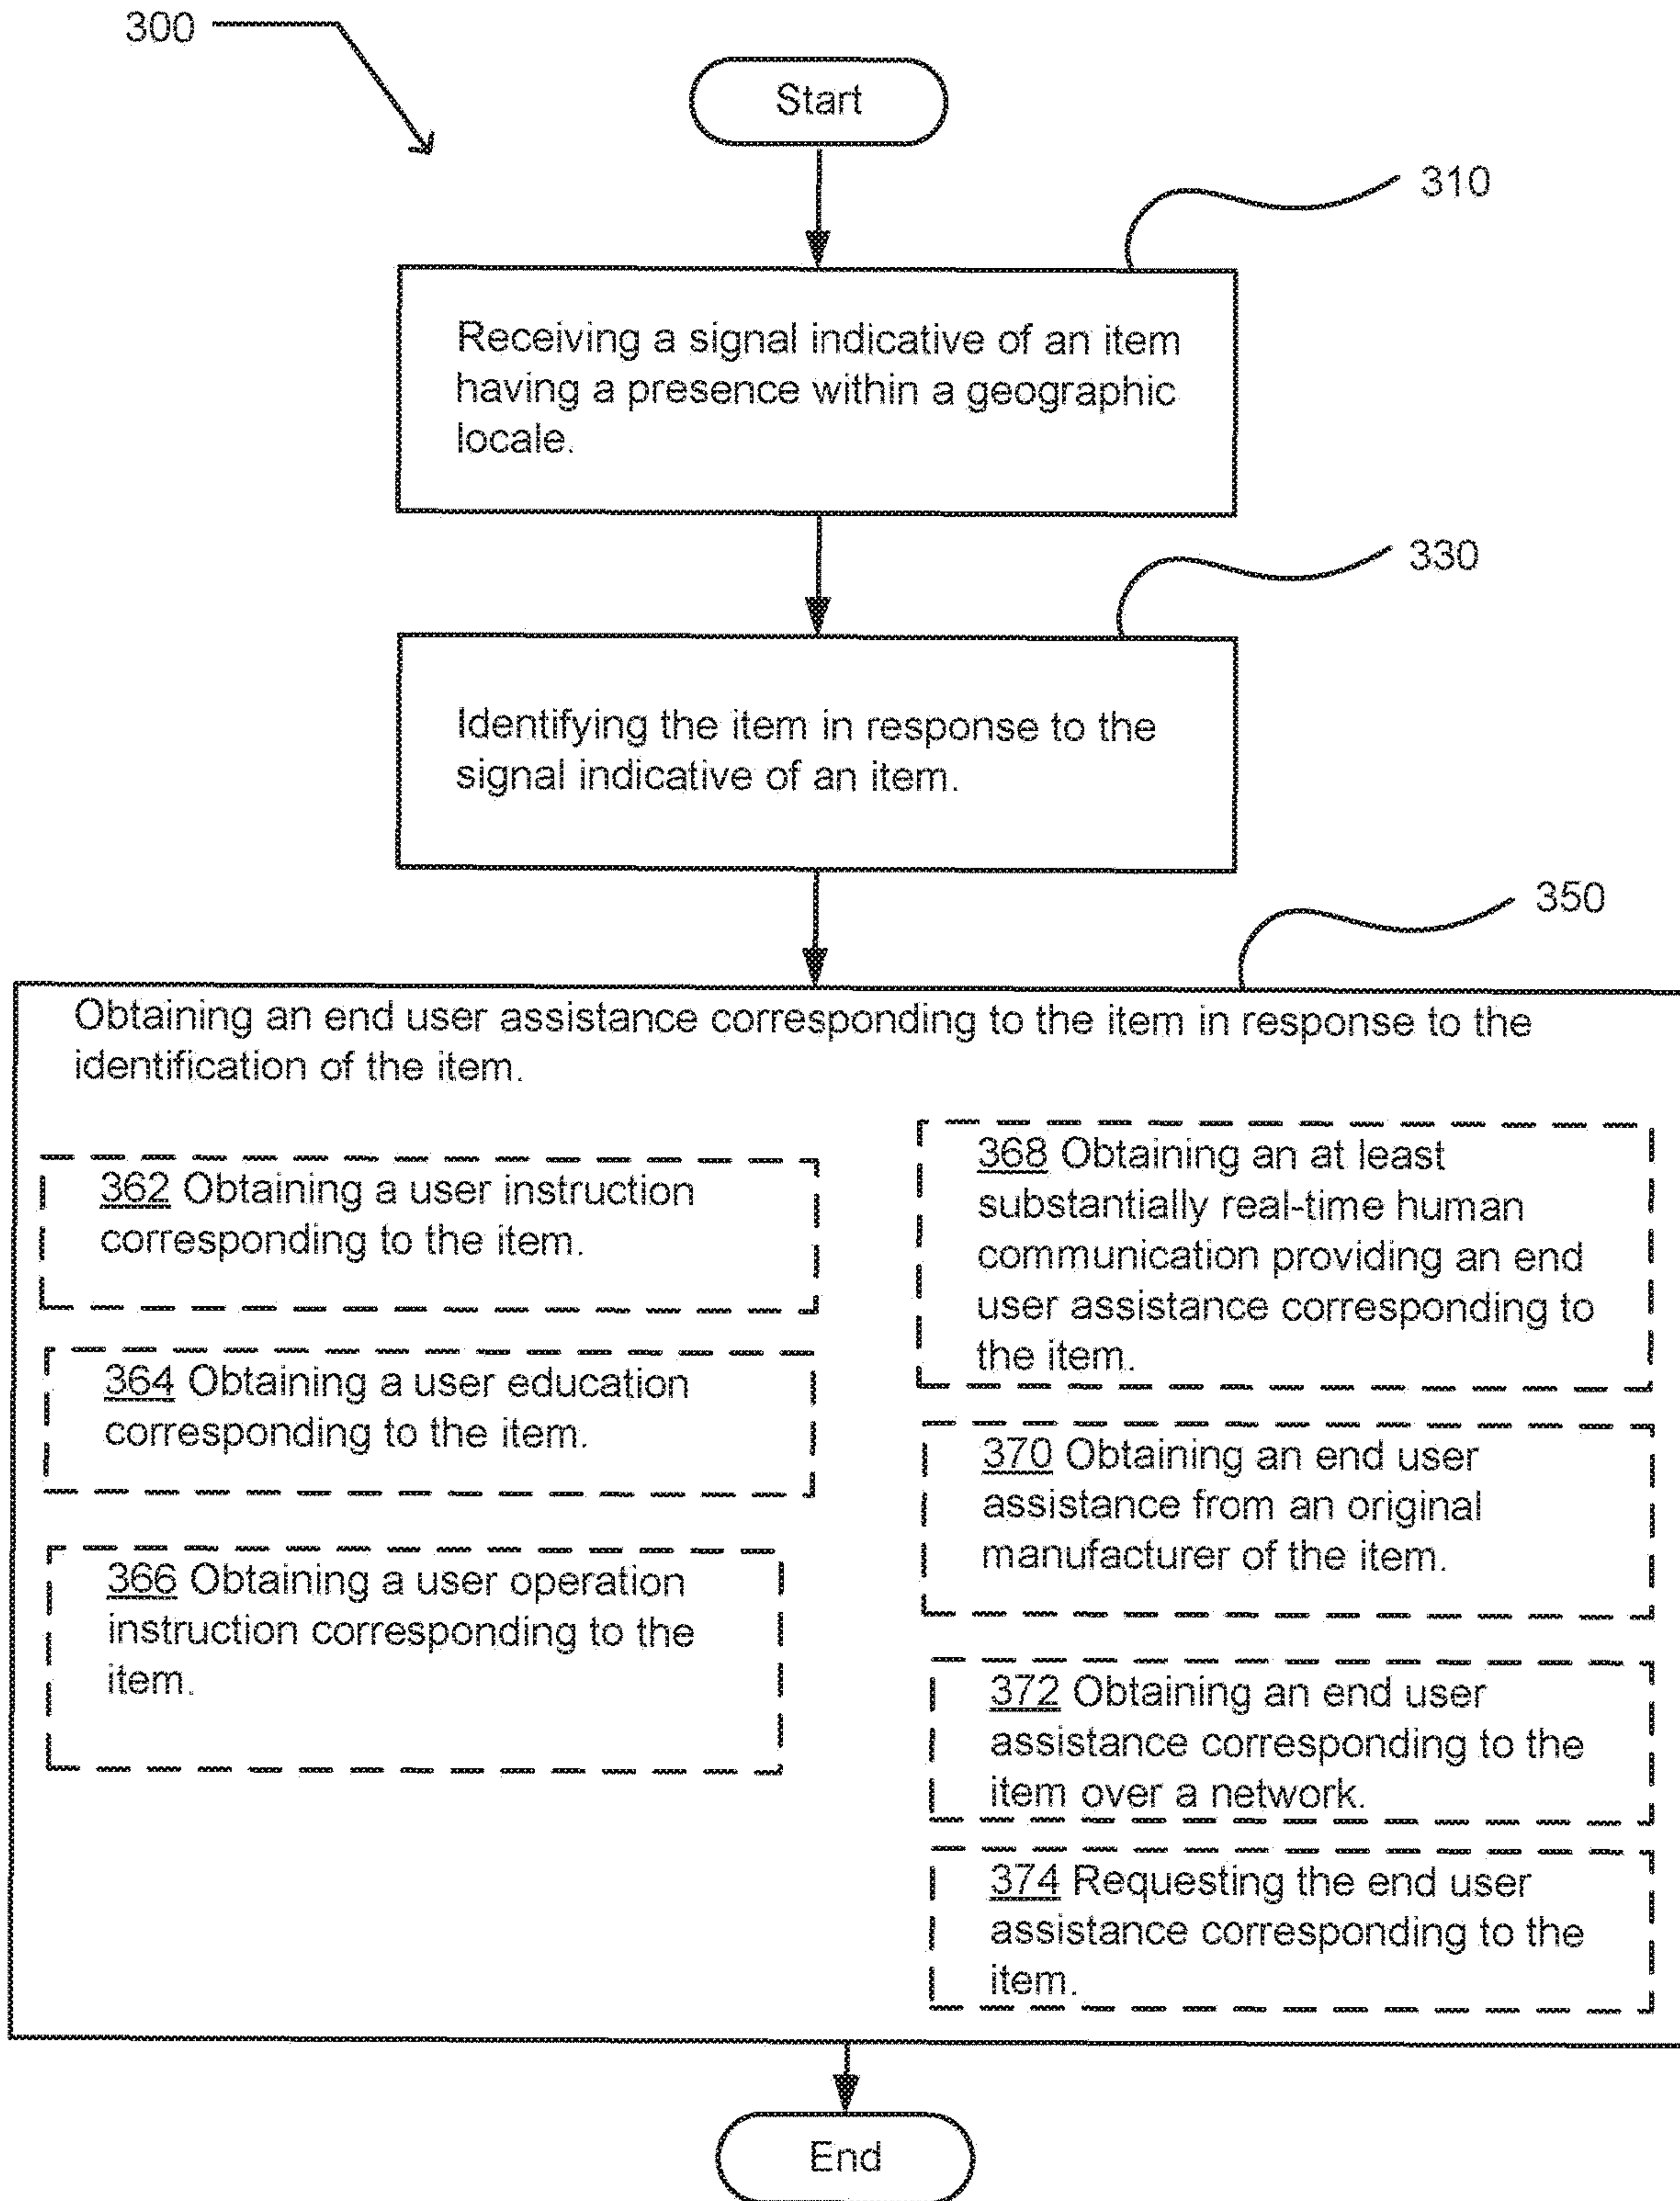 300
Start
310
Receiving a signal indicative of an item
having a presence within a geographic
locale.
330
Identifying the item in response to the
signal indicative of an item.
350
Obtaining an end user assistance corresponding to the item in response to the
identification of the item.
362 Obtaining a user instruction
corresponding to the item.
364 Obtaining a user education
corresponding to the item.
366 Obtaining a user operation
instruction corresponding to the
item.
368 Obtaining an at least
substantially real-time human
communication providing an end
user assistance corresponding to
the item.
370 Obtaining an end user
assistance from an original
manufacturer of the item.
372 Obtaining an end user
assistance corresponding to the
item over a network.
374 Requesting the end user
assistance corresponding to the
item.
End